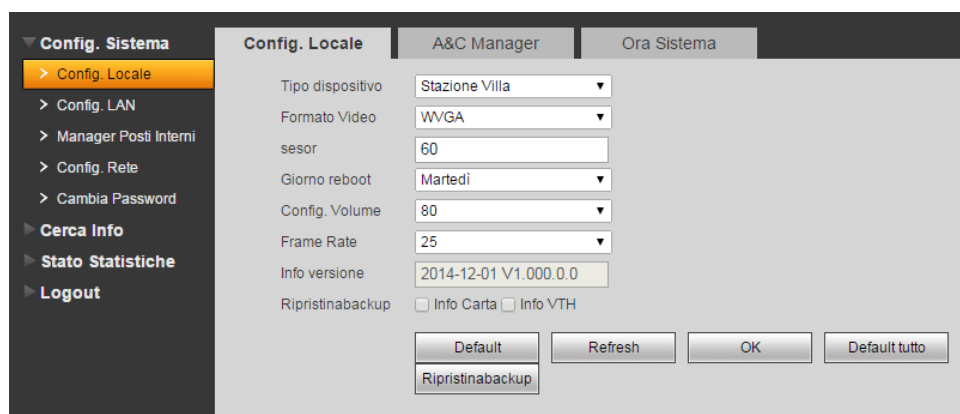 Config. Sistema
Config. Locale
Config. LAN
Manager Posti Interni
Config. Rete
Cambia Password
Cerca Info
Stato Statistiche
Logout
Config. Locale
A&C Manager
Ora Sistema
Tipo dispositivo Stazione Villa
Formato Video WVGA
sesor 60
Giorno reboot Martedì
Config. Volume 80
Frame Rate 25
Info versione 2014-12-01 V1.000.0.0
Ripristinabackup Info Carta Info VTH
Default Refresh OK Default tutto
Ripristinabackup